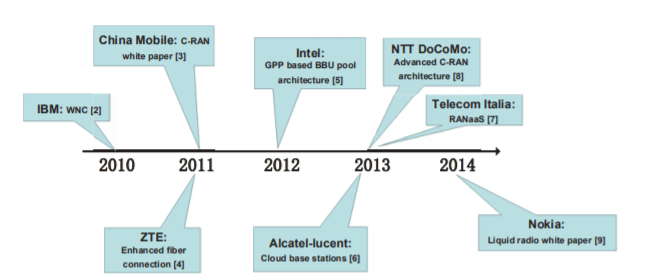 China Mobile: C-RAN
white paper [3]
Intel:
GPP based BBU pool
architecture [5]
NTT DoCoMo:
Advanced C-RAN
architecture [8]
IBM: WNC [2]
Telecom Italia:
RANaaS [7]
2010 2011 2012 2013 2014
ZTE:
Enhanced fiber
connection [4]
Alcatel-lucent:
Cloud base stations [6]
Nokia:
Liquid radio white paper [9]